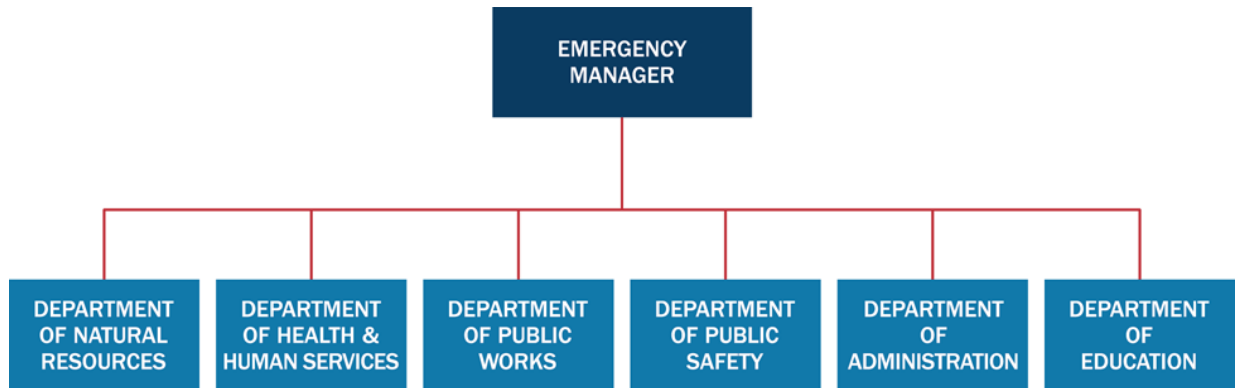 EMERGENCY
MANAGER
DEPARTMENT
OF NATURAL
RESOURCES
DEPARTMENT
OF HEALTH &
HUMAN SERVICES
DEPARTMENT
OF PUBLIC
WORKS
DEPARTMENT
OF PUBLIC
SAFETY
DEPARTMENT
OF
ADMINISTRATION
DEPARTMENT
OF
EDUCATION